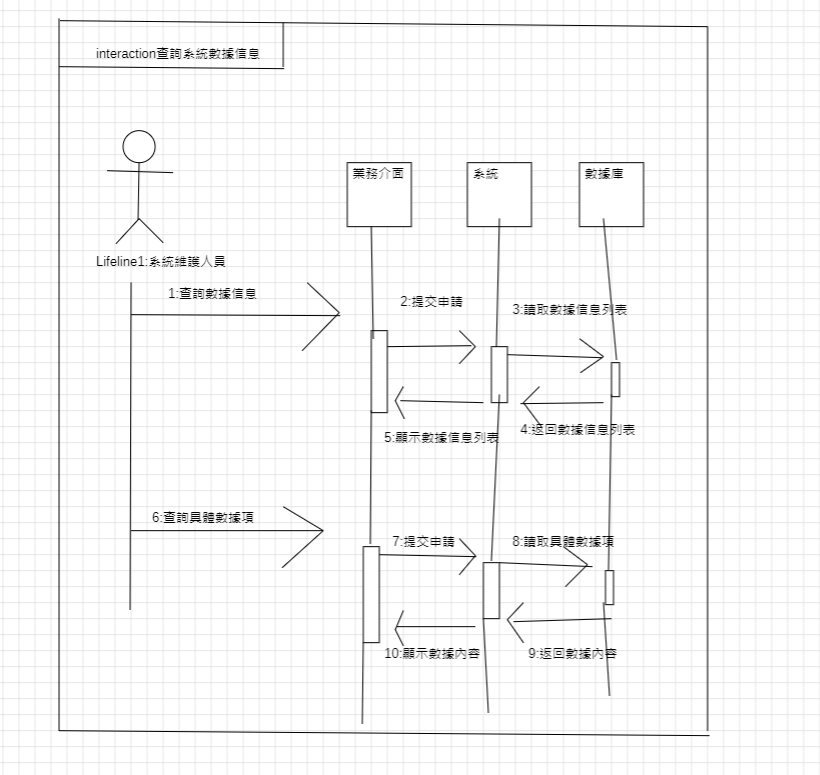 interaction查詢系統數據信息
業務介面
系統
數據庫
Lifeline1:系統維護人員
1:查詢數據信息
2:提交申請
3:讀取數據信息列表
4:返回數據信息列表
5:顯示數據信息列表
6:查詢具體數據項
7:提交申請
8:讀取具體數據項
9:返回數據內容
10:顯示數據內容